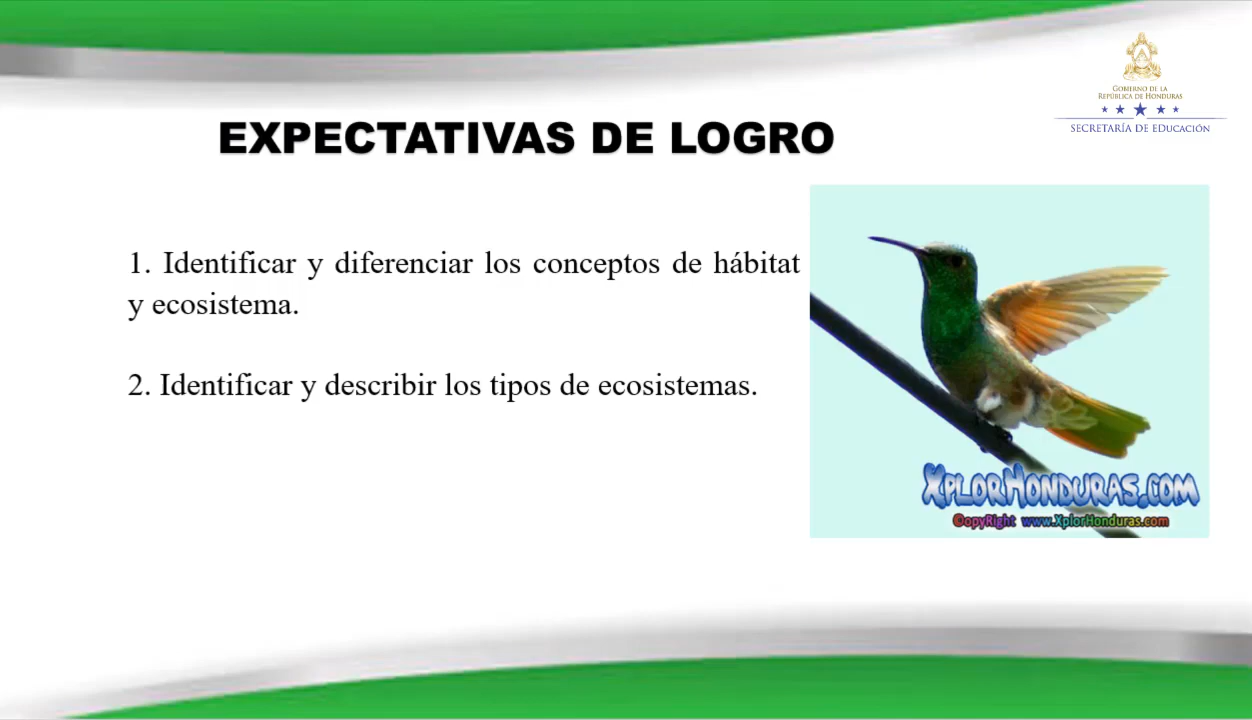 GOBIERNO DE LA
REPÚBLICA DE HONDURAS
SECRETARÍA DE EDUCACIÓN
EXPECTATIVAS DE LOGRO
1. Identificar y diferenciar los conceptos de hábitat
y ecosistema.
2. Identificar y describir los tipos de ecosistemas.
XplorHonduras.com
©opyRight www.XplorHonduras.com